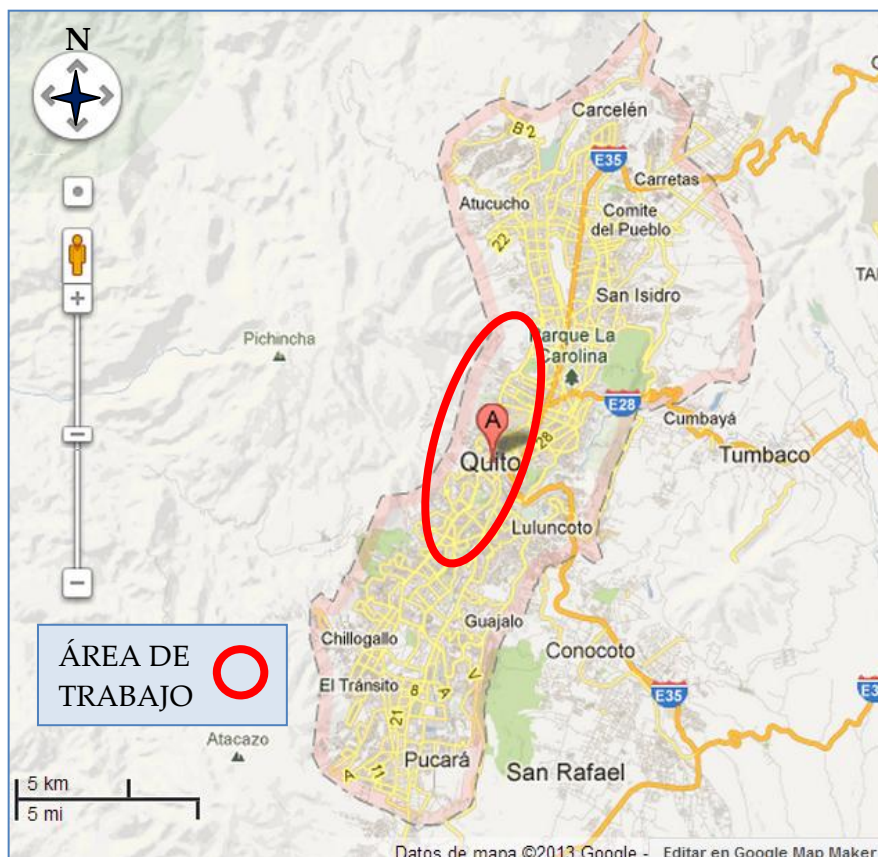 N
Carcelén
B 2
E35
Carretas
Atucucho
Comite
del Pueblo
22
San Isidro
Pichincha
Parque La
Carolina
E28
A
Cumbayá
28
Quito
Tumbaco
Luluncoto
Guajalo
Chillogallo
Conocoto
ÁREA DE
TRABAJO
El Tránsito
8
A
V
E35
21
Atacazo
Pucará
A
11
San Rafael
5 km
5 mi
Datos de mapa ©2013 Google - Editar en Google Map Maker